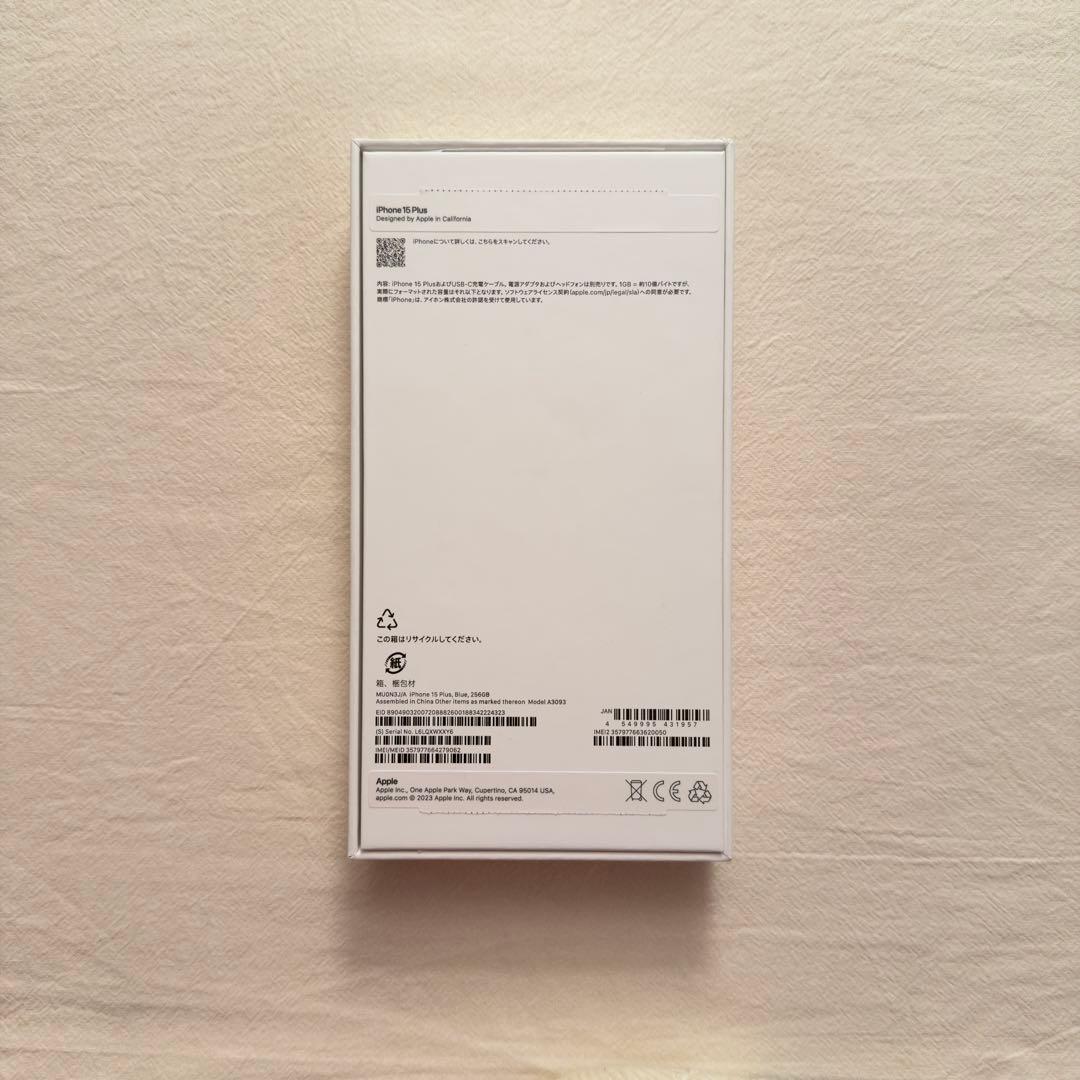 iPhone 15 Plus
Designed by Apple in California
iPhoneについて詳しくは、こちらをスキャンしてください。
内容: iPhone 15 PlusおよびUSB-C充電ケーブル。電源アダプタおよびヘッドフォンは別売りです。1GB = 約10億バイトですが、
実際にフォーマットされた容量はそれ以下となります。ソフトウェアライセンス契約(apple.com/jp/legal/sla)への同意が必要です。
商標「iPhone」は、アイホン株式会社の許諾を受けて使用しています。
この箱はリサイクルしてください。
紙
箱、梱包材
MU0N3J/A iPhone 15 Plus, Blue, 256GB
Assembled in China Other items as marked thereon Model A3093
EID 89049032007208882600188342224323
JAN
4 549995 431957
(S) Serial No. L6LQXWXXY6
IMEI2 357977663620050
IMEI/MEID 357977664279062
Apple
Apple Inc., One Apple Park Way, Cupertino, CA 95014 USA,
apple.com © 2023 Apple Inc. All rights reserved.
CE